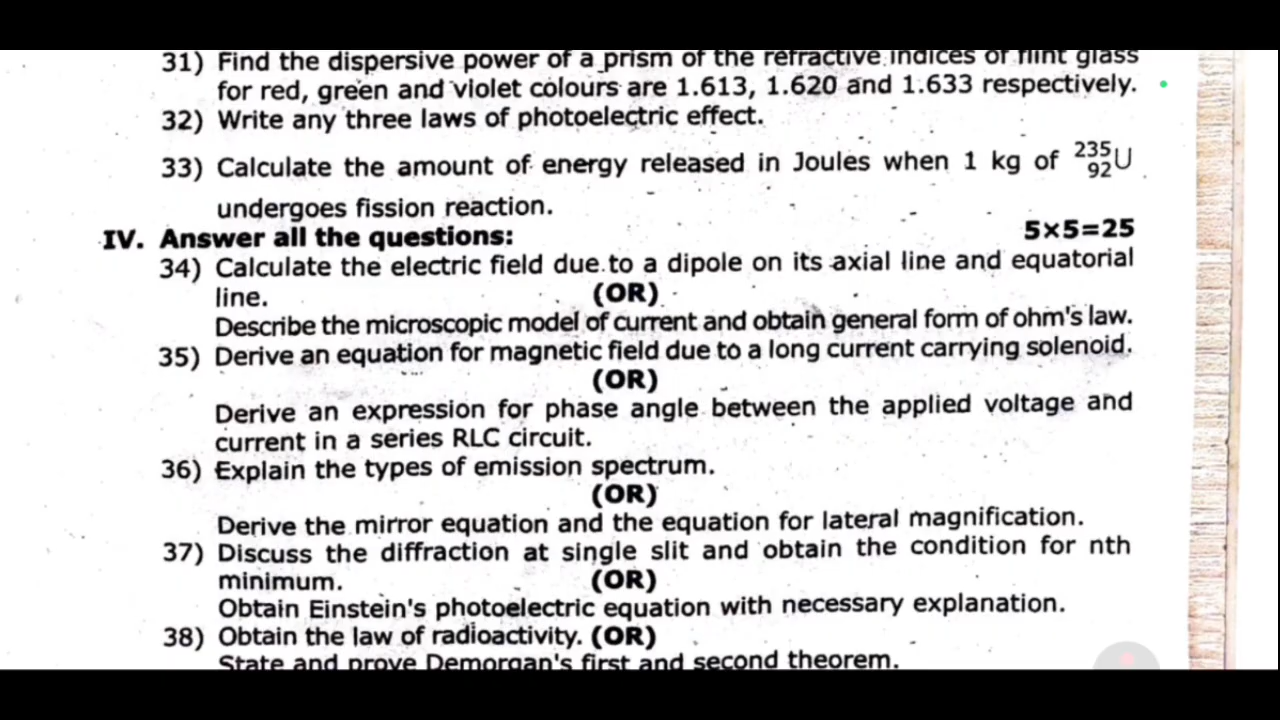 31) Find the dispersive power of a prism of the refractive indices of flint glass
for red, green and violet colours are 1.613, 1.620 and 1.633 respectively.
32) Write any three laws of photoelectric effect.
33) Calculate the amount of energy released in Joules when 1 kg of ²³⁵₉₂U
undergoes fission reaction.
IV. Answer all the questions: 5×5=25
34) Calculate the electric field due to a dipole on its axial line and equatorial
line. (OR)
Describe the microscopic model of current and obtain general form of ohm's law.
35) Derive an equation for magnetic field due to a long current carrying solenoid.
(OR)
Derive an expression for phase angle between the applied voltage and
current in a series RLC circuit.
36) Explain the types of emission spectrum.
(OR)
Derive the mirror equation and the equation for lateral magnification.
37) Discuss the diffraction at single slit and obtain the condition for nth
minimum. (OR)
Obtain Einstein's photoelectric equation with necessary explanation.
38) Obtain the law of radioactivity. (OR)
State and prove Demorgan's first and second theorem.